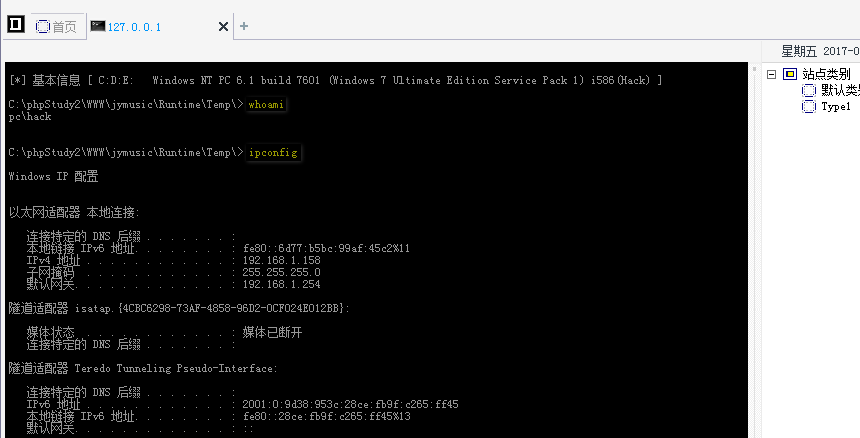 首页
127.0.0.1
星期五 2017-0
[*] 基本信息 [ C:D:E: Windows NT PC 6.1 build 7601 (Windows 7 Ultimate Edition Service Pack 1) i586(Hack) ]
C:\phpStudy2\WWW\jymusic\Runtime\Temp\> whoami
pc\hack
C:\phpStudy2\WWW\jymusic\Runtime\Temp\> ipconfig
Windows IP 配置
以太网适配器 本地连接:
连接特定的 DNS 后缀 . . . . . . . :
本地链接 IPv6 地址. . . . . . . . : fe80::6d77:b5bc:99af:45c2%11
IPv4 地址 . . . . . . . . . . . . : 192.168.1.158
子网掩码 . . . . . . . . . . . . : 255.255.255.0
默认网关. . . . . . . . . . . . . : 192.168.1.254
隧道适配器 isatap.{4CBC6298-73AF-4858-96D2-0CF024E012BB}:
媒体状态 . . . . . . . . . . . . : 媒体已断开
连接特定的 DNS 后缀 . . . . . . . :
隧道适配器 Teredo Tunneling Pseudo-Interface:
连接特定的 DNS 后缀 . . . . . . . :
IPv6 地址 . . . . . . . . . . . . : 2001:0:9d38:953c:28ce:fb9f:c265:ff45
本地链接 IPv6 地址. . . . . . . . : fe80::28ce:fb9f:c265:ff45%13
默认网关. . . . . . . . . . . . . : ::
站点类别
默认类
Type1